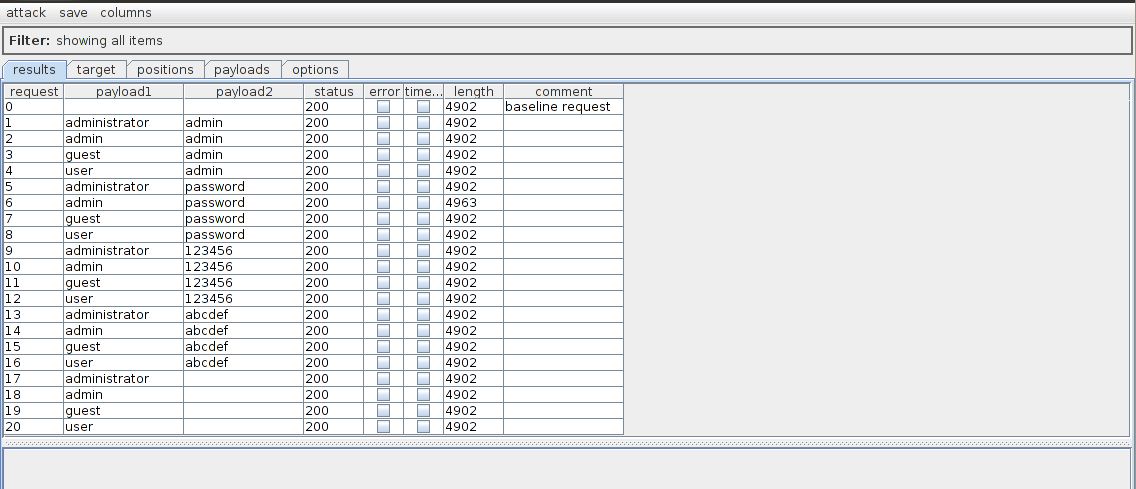 attack save columns
Filter: showing all items
results target positions payloads options
request payload1 payload2 status error time... length comment
0 200 4902 baseline request
1 administrator admin 200 4902
2 admin admin 200 4902
3 guest admin 200 4902
4 user admin 200 4902
5 administrator password 200 4902
6 admin password 200 4963
7 guest password 200 4902
8 user password 200 4902
9 administrator 123456 200 4902
10 admin 123456 200 4902
11 guest 123456 200 4902
12 user 123456 200 4902
13 administrator abcdef 200 4902
14 admin abcdef 200 4902
15 guest abcdef 200 4902
16 user abcdef 200 4902
17 administrator 200 4902
18 admin 200 4902
19 guest 200 4902
20 user 200 4902